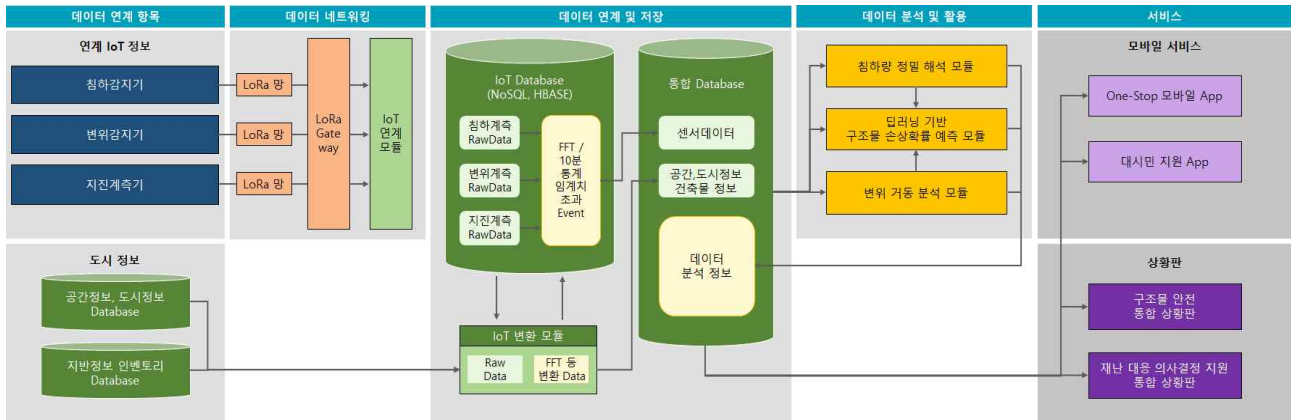 데이터 연계 항목
데이터 네트워킹
데이터 연계 및 저장
데이터 분석 및 활용
서비스
연계 IoT 정보
침하감지기
변위감지기
지진계측기
LoRa 망
LoRa 망
LoRa 망
LoRa
Gate
way
IoT
연계
모듈
도시 정보
공간정보, 도시정보
Database
지반정보 인벤토리
Database
IoT Database
(NoSQL, HBASE)
침하계측
RawData
변위계측
RawData
지진계측
RawData
FFT /
10분
통계
임계치
초과
Event
IoT 변환 모듈
Raw
Data
FFT 등
변환 Data
통합 Database
센서데이터
공간,도시정보
건축물 정보
데이터
분석 정보
침하량 정밀 해석 모듈
딥러닝 기반
구조물 손상확률 예측 모듈
변위 거동 분석 모듈
모바일 서비스
One-Stop 모바일 App
대시민 지원 App
상황판
구조물 안전
통합 상황판
재난 대응 의사결정 지원
통합 상황판